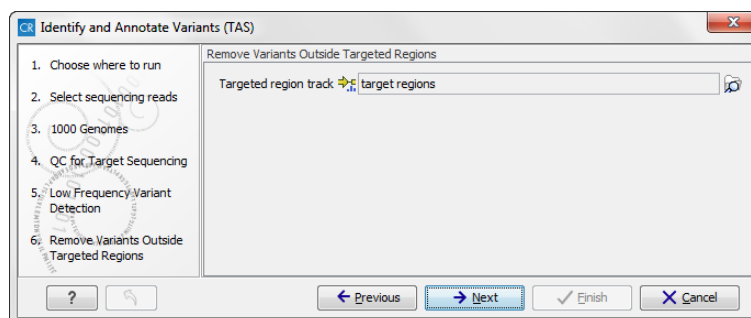 CR Identify and Annotate Variants (TAS)
1. Choose where to run
2. Select sequencing reads
3. 1000 Genomes
4. QC for Target Sequencing
5. Low Frequency Variant
Detection
6. Remove Variants Outside
Targeted Regions
Remove Variants Outside Targeted Regions
Targeted region track target regions
? Previous Next Finish Cancel